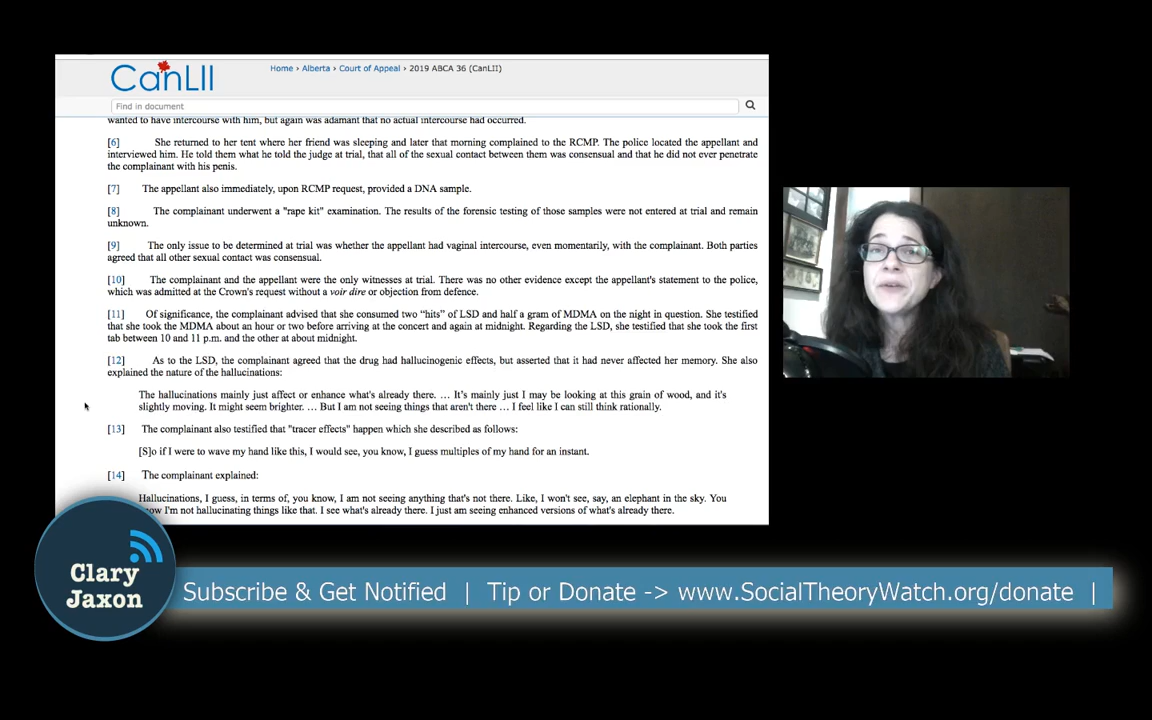 CanLII
Home › Alberta › Court of Appeal › 2019 ABCA 36 (CanLII)
Find in document
wanted to have intercourse with him, but again was adamant that no actual intercourse had occurred.
[6] She returned to her tent where her friend was sleeping and later that morning complained to the RCMP. The police located the appellant and
interviewed him. He told them what he told the judge at trial, that all of the sexual contact between them was consensual and that he did not ever penetrate
the complainant with his penis.
[7] The appellant also immediately, upon RCMP request, provided a DNA sample.
[8] The complainant underwent a "rape kit" examination. The results of the forensic testing of those samples were not entered at trial and remain
unknown.
[9] The only issue to be determined at trial was whether the appellant had vaginal intercourse, even momentarily, with the complainant. Both parties
agreed that all other sexual contact was consensual.
[10] The complainant and the appellant were the only witnesses at trial. There was no other evidence except the appellant's statement to the police,
which was admitted at the Crown's request without a voir dire or objection from defence.
[11] Of significance, the complainant advised that she consumed two “hits” of LSD and half a gram of MDMA on the night in question. She testified
that she took the MDMA about an hour or two before arriving at the concert and again at midnight. Regarding the LSD, she testified that she took the first
tab between 10 and 11 p.m. and the other at about midnight.
[12] As to the LSD, the complainant agreed that the drug had hallucinogenic effects, but asserted that it had never affected her memory. She also
explained the nature of the hallucinations:
The hallucinations mainly just affect or enhance what's already there. … It's mainly just I may be looking at this grain of wood, and it's
slightly moving. It might seem brighter. … But I am not seeing things that aren't there … I feel like I can still think rationally.
[13] The complainant also testified that "tracer effects" happen which she described as follows:
[S]o if I were to wave my hand like this, I would see, you know, I guess multiples of my hand for an instant.
[14] The complainant explained:
Hallucinations, I guess, in terms of, you know, I am not seeing anything that's not there. Like, I won't see, say, an elephant in the sky. You
now I'm not hallucinating things like that. I see what's already there. I just am seeing enhanced versions of what's already there.
Clary
Jaxon
Subscribe & Get Notified | Tip or Donate -> www.SocialTheoryWatch.org/donate |